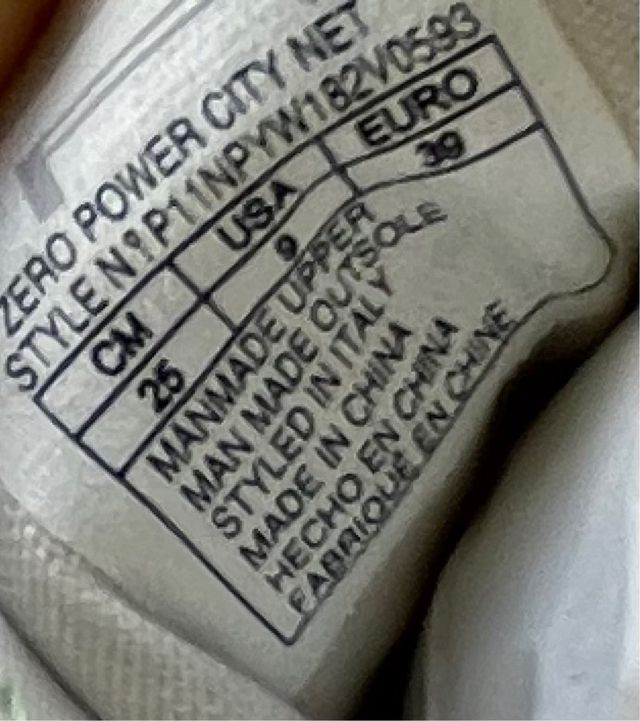 ZERO POWER CITY NET
STYLE Nº P11NPYW182V0593
CM USA EURO
25 9 39
MANMADE UPPER
MAN MADE OUTSOLE
STYLED IN ITALY
MADE IN CHINA
HECHO EN CHINA
FABRIQUE EN CHINE